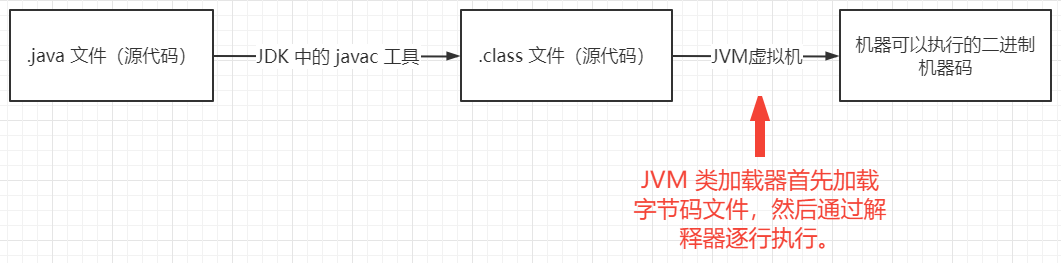 .java 文件（源代码）
JDK 中的 javac 工具
.class 文件（源代码）
JVM虚拟机
机器可以执行的二进制
机器码
JVM 类加载器首先加载
字节码文件，然后通过解
释器逐行执行。